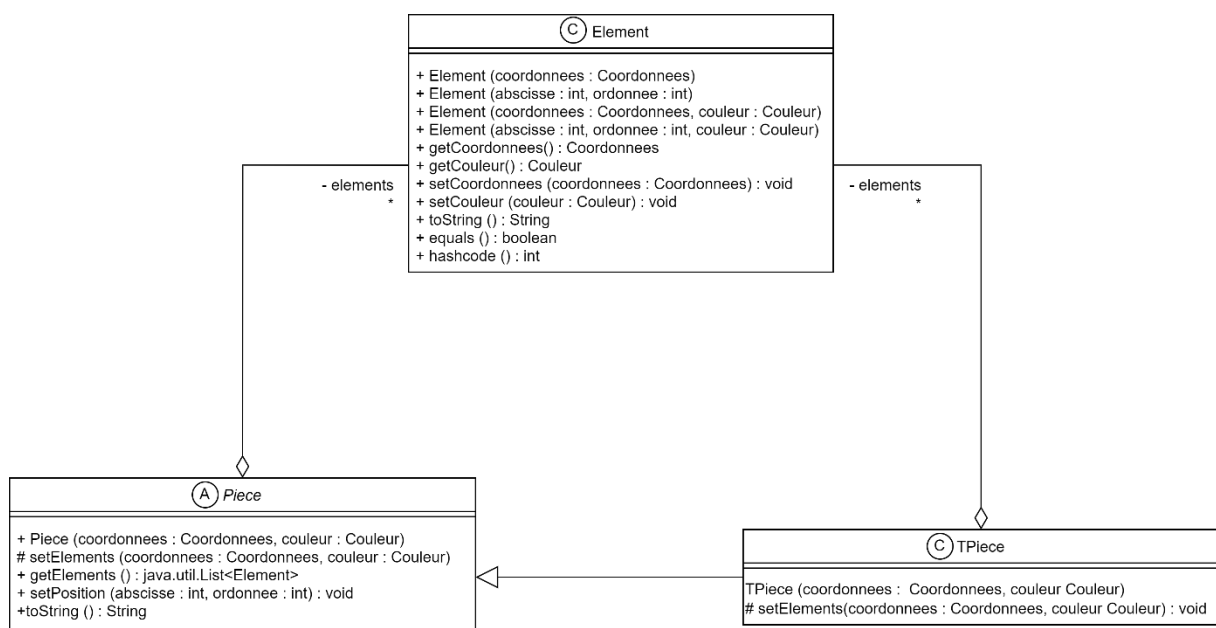 C Element
+ Element (coordonnees : Coordonnees)
+ Element (abscisse : int, ordonnee : int)
+ Element (coordonnees : Coordonnees, couleur : Couleur)
+ Element (abscisse : int, ordonnee : int, couleur : Couleur)
+ getCoordonnees() : Coordonnees
+ getCouleur() : Couleur
+ setCoordonnees (coordonnees : Coordonnees) : void
+ setCouleur (couleur : Couleur) : void
+ toString () : String
+ equals () : boolean
+ hashcode () : int
- elements
*
- elements
*
A Piece
+ Piece (coordonnees : Coordonnees, couleur : Couleur)
# setElements (coordonnees : Coordonnees, couleur : Couleur)
+ getElements () : java.util.List<Element>
+ setPosition (abscisse : int, ordonnee : int) : void
+toString () : String
C TPiece
TPiece (coordonnees : Coordonnees, couleur Couleur)
# setElements(coordonnees : Coordonnees, couleur Couleur) : void